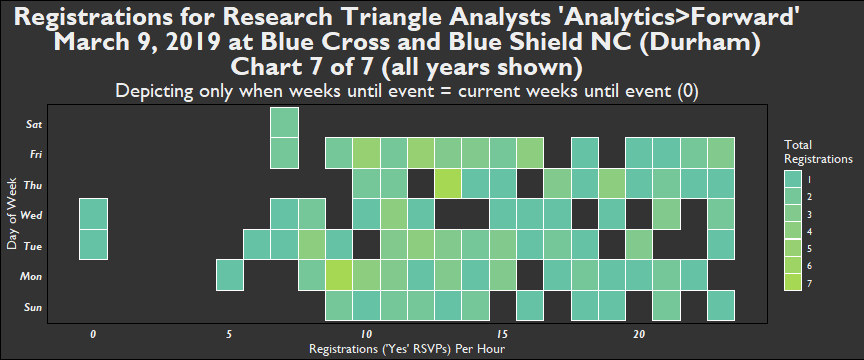 Registrations for Research Triangle Analysts 'Analytics>Forward'
March 9, 2019 at Blue Cross and Blue Shield NC (Durham)
Chart 7 of 7 (all years shown)
Depicting only when weeks until event = current weeks until event (0)
Day of Week
Sat
Fri
Thu
Wed
Tue
Mon
Sun
0 5 10 15 20
Registrations ('Yes' RSVPs) Per Hour
Total
Registrations
1
2
3
4
5
6
7